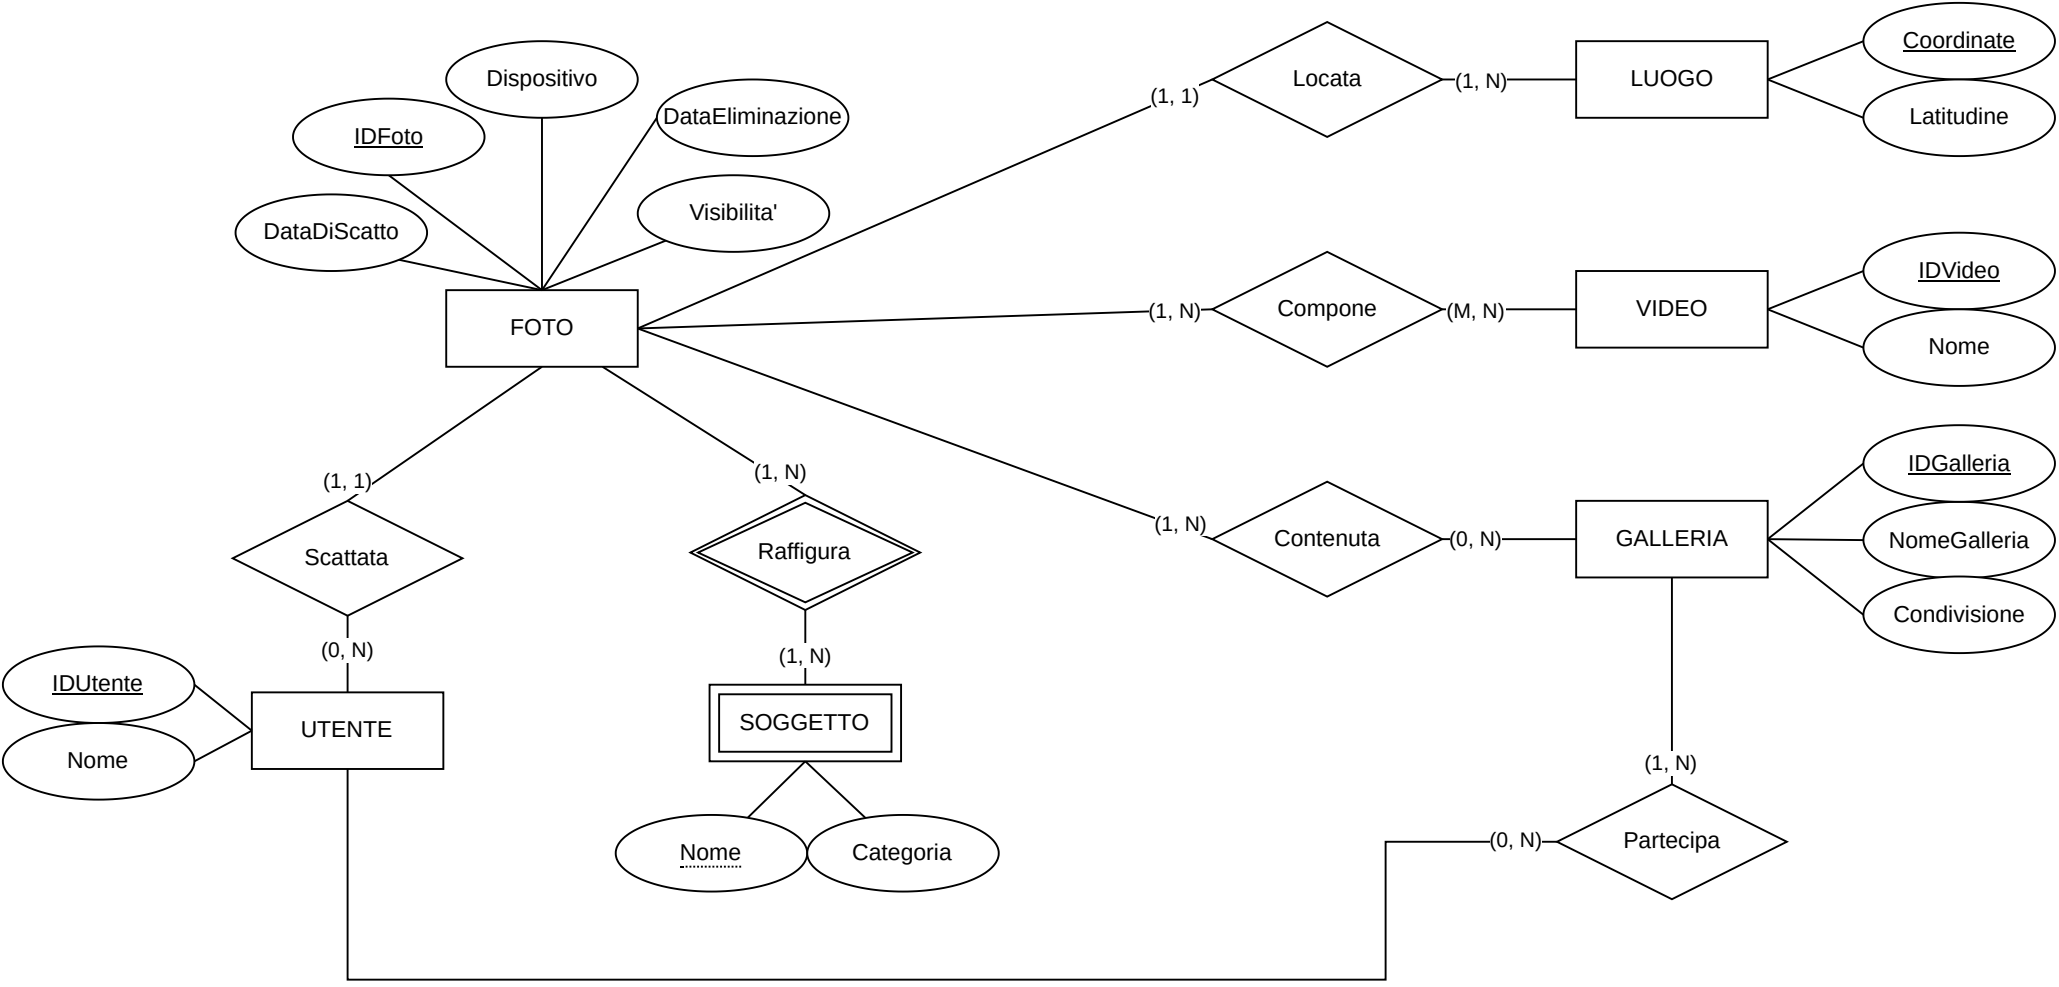 Coordinate
Locata
LUOGO
Dispositivo
(1, N)
(1, 1)
DataEliminazione
Latitudine
IDFoto
Visibilita'
DataDiScatto
IDVideo
FOTO
(1, N)
Compone
(M, N)
VIDEO
Nome
IDGalleria
(1, 1)
(1, N)
(1, N)
Contenuta
(0, N)
GALLERIA
NomeGalleria
Scattata
Raffigura
Condivisione
(0, N)
(1, N)
IDUtente
UTENTE
SOGGETTO
Nome
(1, N)
Nome
Categoria
(0, N)
Partecipa